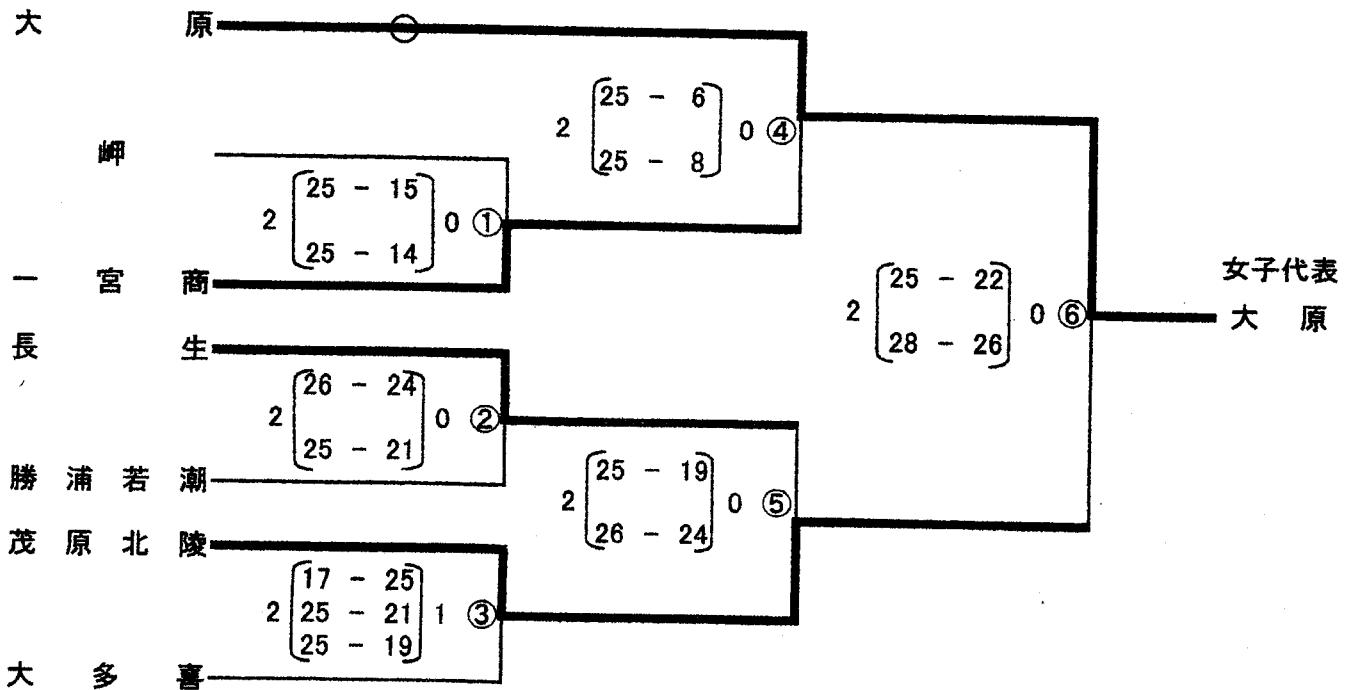 大原
2 25 - 6 0 ④
25 - 8
岬
2 25 - 15 0 ①
25 - 14
一宮商
2 25 - 22 0 ⑥
28 - 26
女子代表
大原
長生
2 26 - 24 0 ②
25 - 21
勝浦若潮
2 25 - 19 0 ⑤
26 - 24
茂原北陵
17 - 25
2 25 - 21 1 ③
25 - 19
大多喜